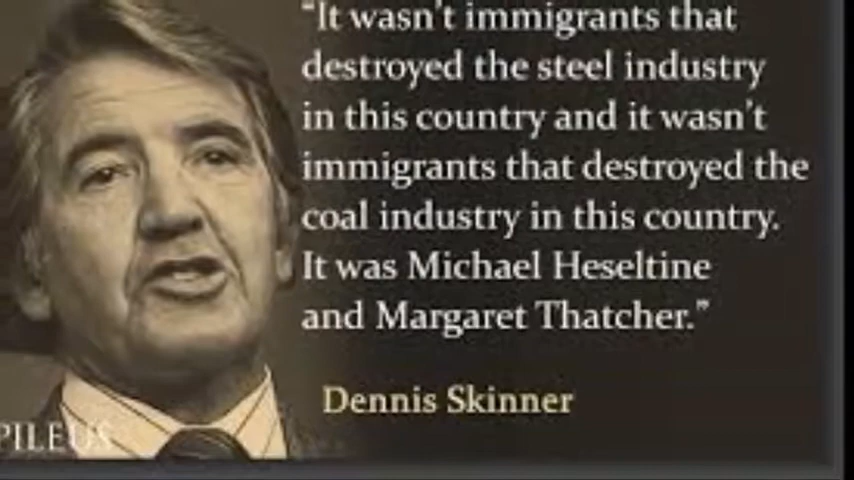 “It wasn’t immigrants that
destroyed the steel industry
in this country and it wasn’t
immigrants that destroyed the
coal industry in this country.
It was Michael Heseltine
and Margaret Thatcher.”
Dennis Skinner
PILEUS